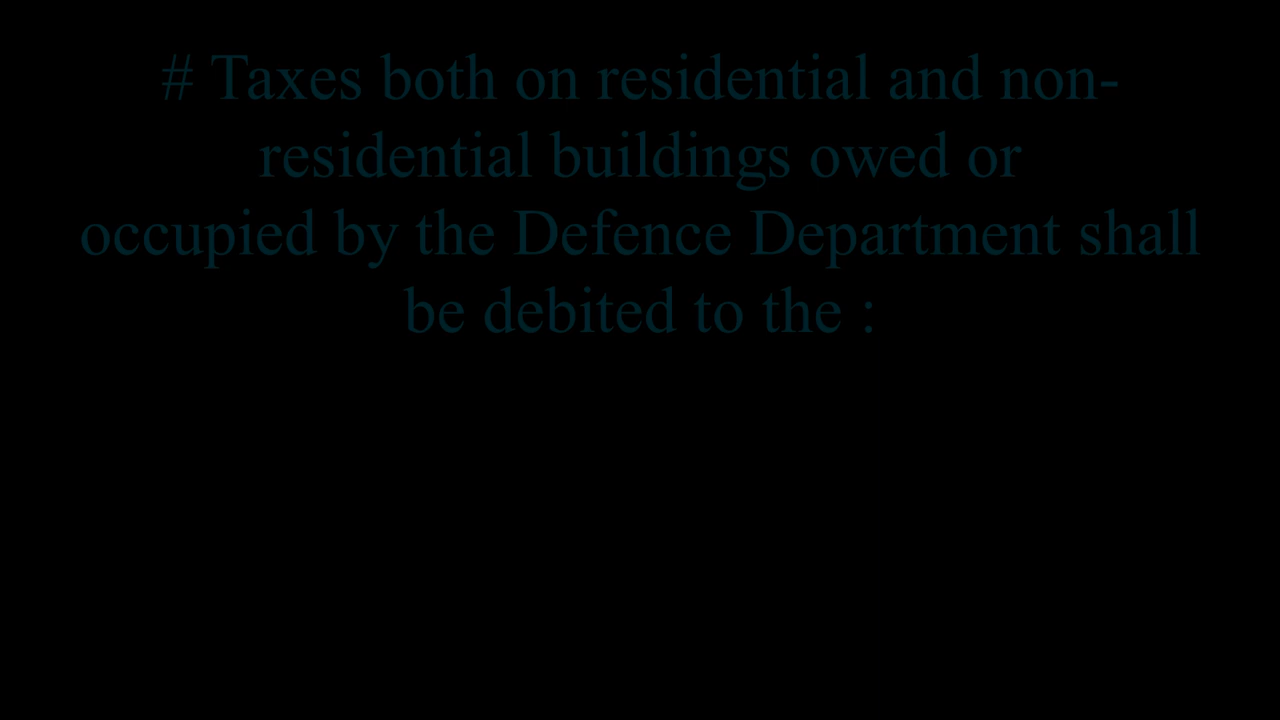 # Taxes both on residential and non-
residential buildings owed or
occupied by the Defence Department shall
be debited to the :